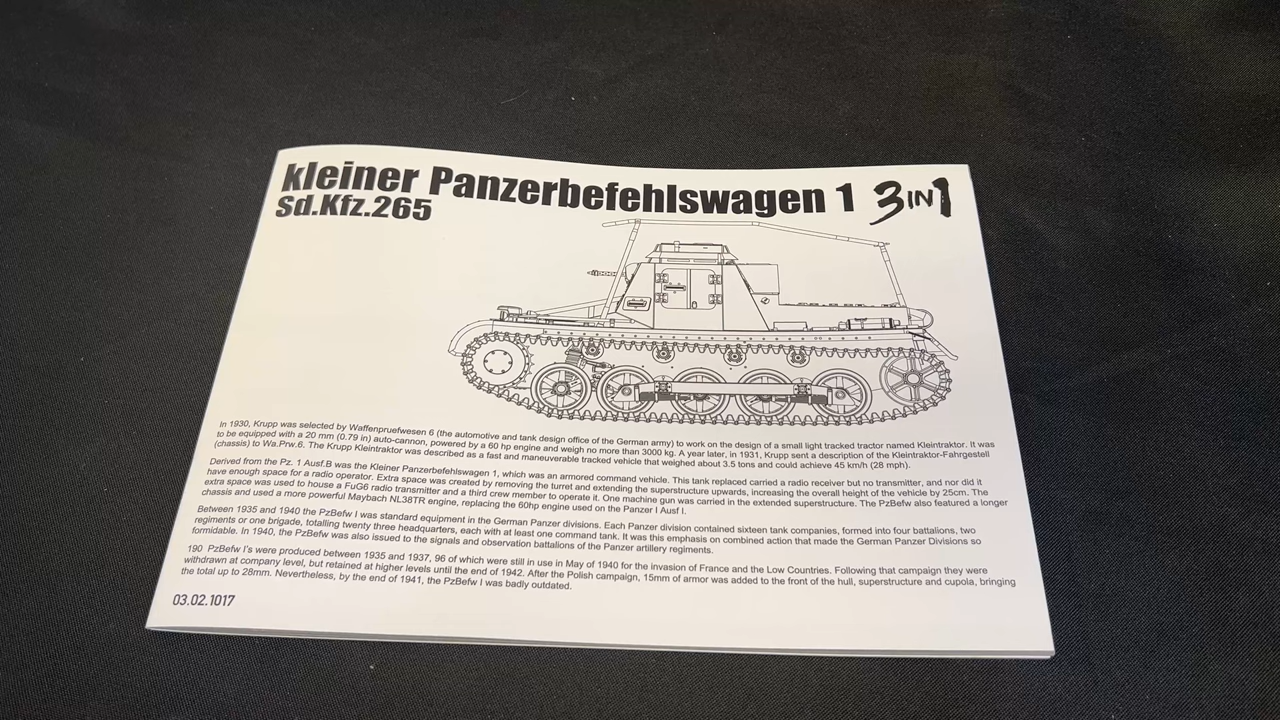 kleiner Panzerbefehlswagen 1 3IN1
Sd.Kfz.265
In 1930, Krupp was selected by Waffenpruefwesen 6 (the automotive and tank design office of the German army) to work on the design of a small light tracked tractor named Kleintraktor. It was
to be equipped with a 20 mm (0.79 in) auto-cannon, powered by a 60 hp engine and weigh no more than 3000 kg. A year later, in 1931, Krupp sent a description of the Kleintraktor-Fahrgestell
(chassis) to Wa.Prw.6. The Krupp Kleintraktor was described as a fast and maneuverable tracked vehicle that weighed about 3.5 tons and could achieve 45 km/h (28 mph).
Derived from the Pz. 1 Ausf.B was the Kleiner Panzerbefehlswagen 1, which was an armored command vehicle. This tank replaced carried a radio receiver but no transmitter, and nor did it
have enough space for a radio operator. Extra space was created by removing the turret and extending the superstructure upwards, increasing the overall height of the vehicle by 25cm. The
extra space was used to house a FuG6 radio transmitter and a third crew member to operate it. One machine gun was carried in the extended superstructure. The PzBefw also featured a longer
chassis and used a more powerful Maybach NL38TR engine, replacing the 60hp engine used on the Panzer I Ausf I.
Between 1935 and 1940 the PzBefw I was standard equipment in the German Panzer divisions. Each Panzer division contained sixteen tank companies, formed into four battalions, two
regiments or one brigade, totalling twenty three headquarters, each with at least one command tank. It was this emphasis on combined action that made the German Panzer Divisions so
formidable. In 1940, the PzBefw was also issued to the signals and observation battalions of the Panzer artillery regiments.
190 PzBefw I's were produced between 1935 and 1937, 96 of which were still in use in May of 1940 for the invasion of France and the Low Countries. Following that campaign they were
withdrawn at company level, but retained at higher levels until the end of 1942. After the Polish campaign, 15mm of armor was added to the front of the hull, superstructure and cupola, bringing
the total up to 28mm. Nevertheless, by the end of 1941, the PzBefw I was badly outdated.
03.02.1017